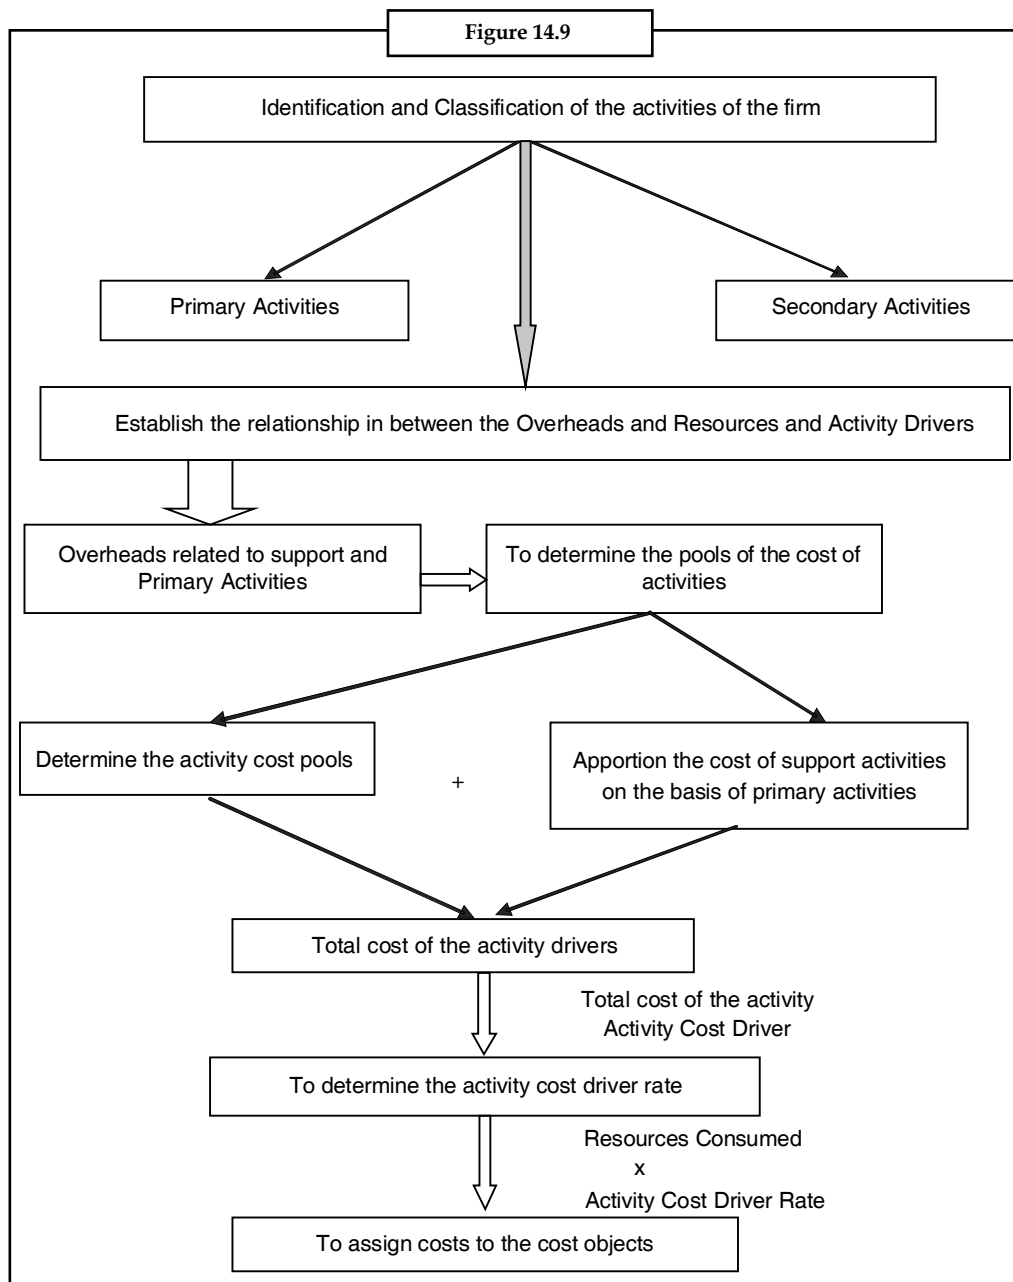 Figure 14.9
Identification and Classification of the activities of the firm
Primary Activities
Secondary Activities
Establish the relationship in between the Overheads and Resources and Activity Drivers
Overheads related to support and
Primary Activities
To determine the pools of the cost of
activities
Determine the activity cost pools
+
Apportion the cost of support activities
on the basis of primary activities
Total cost of the activity drivers
Total cost of the activity
Activity Cost Driver
To determine the activity cost driver rate
Resources Consumed
x
Activity Cost Driver Rate
To assign costs to the cost objects